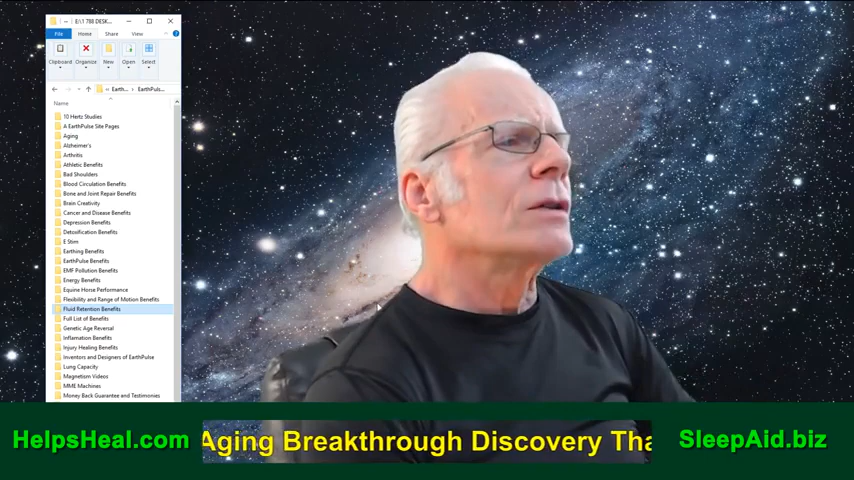 E:\1 788 DESK...
File
Home
Share
View
Clipboard
Organize
New
Open
Select
Earth... › EarthPuls...
Name
10 Hertz Studies
A EarthPulse Site Pages
Aging
Alzheimer's
Arthritis
Athletic Benefits
Bad Shoulders
Blood Circulation Benefits
Bone and Joint Repair Benefits
Brain Creativity
Cancer and Disease Benefits
Depression Benefits
Detoxification Benefits
E Stim
Earthing Benefits
EarthPulse Benefits
EMF Pollution Benefits
Energy Benefits
Equine Horse Performance
Flexibility and Range of Motion Benefits
Fluid Retention Benefits
Full List of Benefits
Genetic Age Reversal
Inflamation Benefits
Injury Healing Benefits
Inventors and Designers of EarthPulse
Lung Capacity
Magnetism Videos
MME Machines
Money Back Guarantee and Testimonies
HelpsHeal.com
Aging Breakthrough Discovery Tha
SleepAid.biz